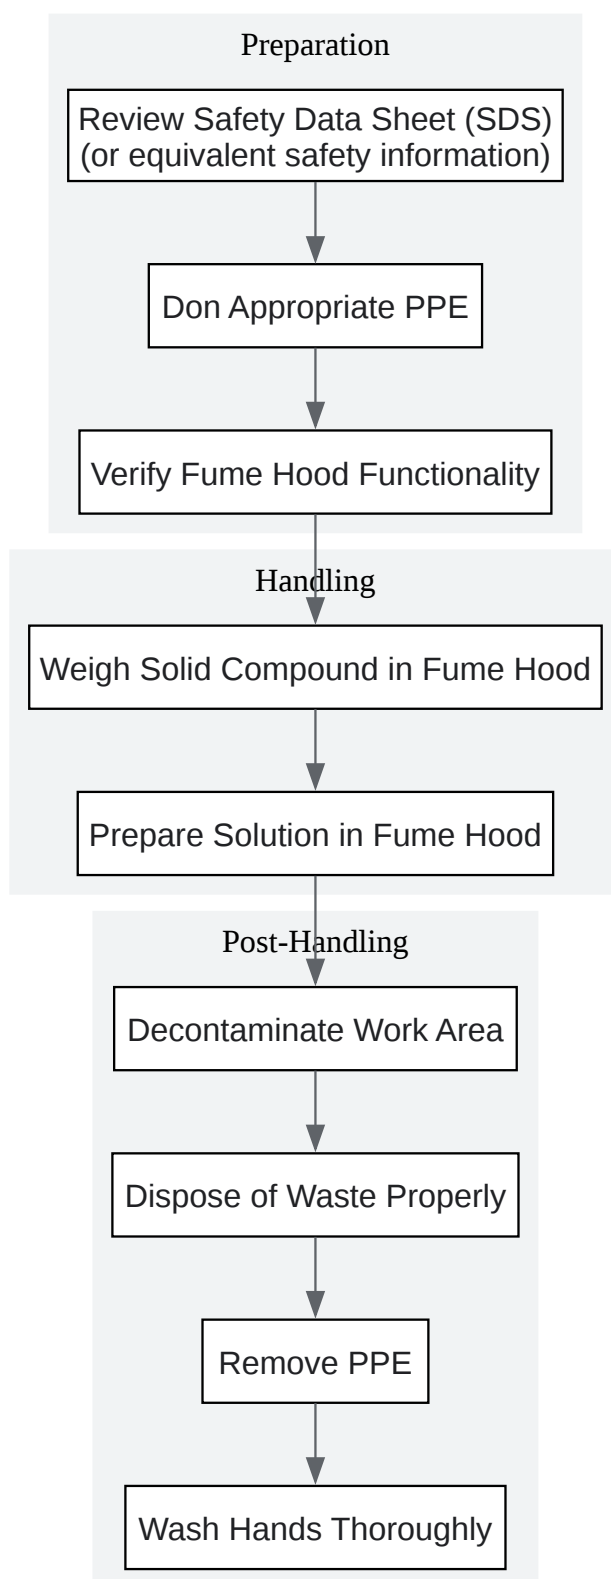 Preparation
Review Safety Data Sheet (SDS)
(or equivalent safety information)
Don Appropriate PPE
Verify Fume Hood Functionality
Handling
Weigh Solid Compound in Fume Hood
Prepare Solution in Fume Hood
Post-Handling
Decontaminate Work Area
Dispose of Waste Properly
Remove PPE
Wash Hands Thoroughly